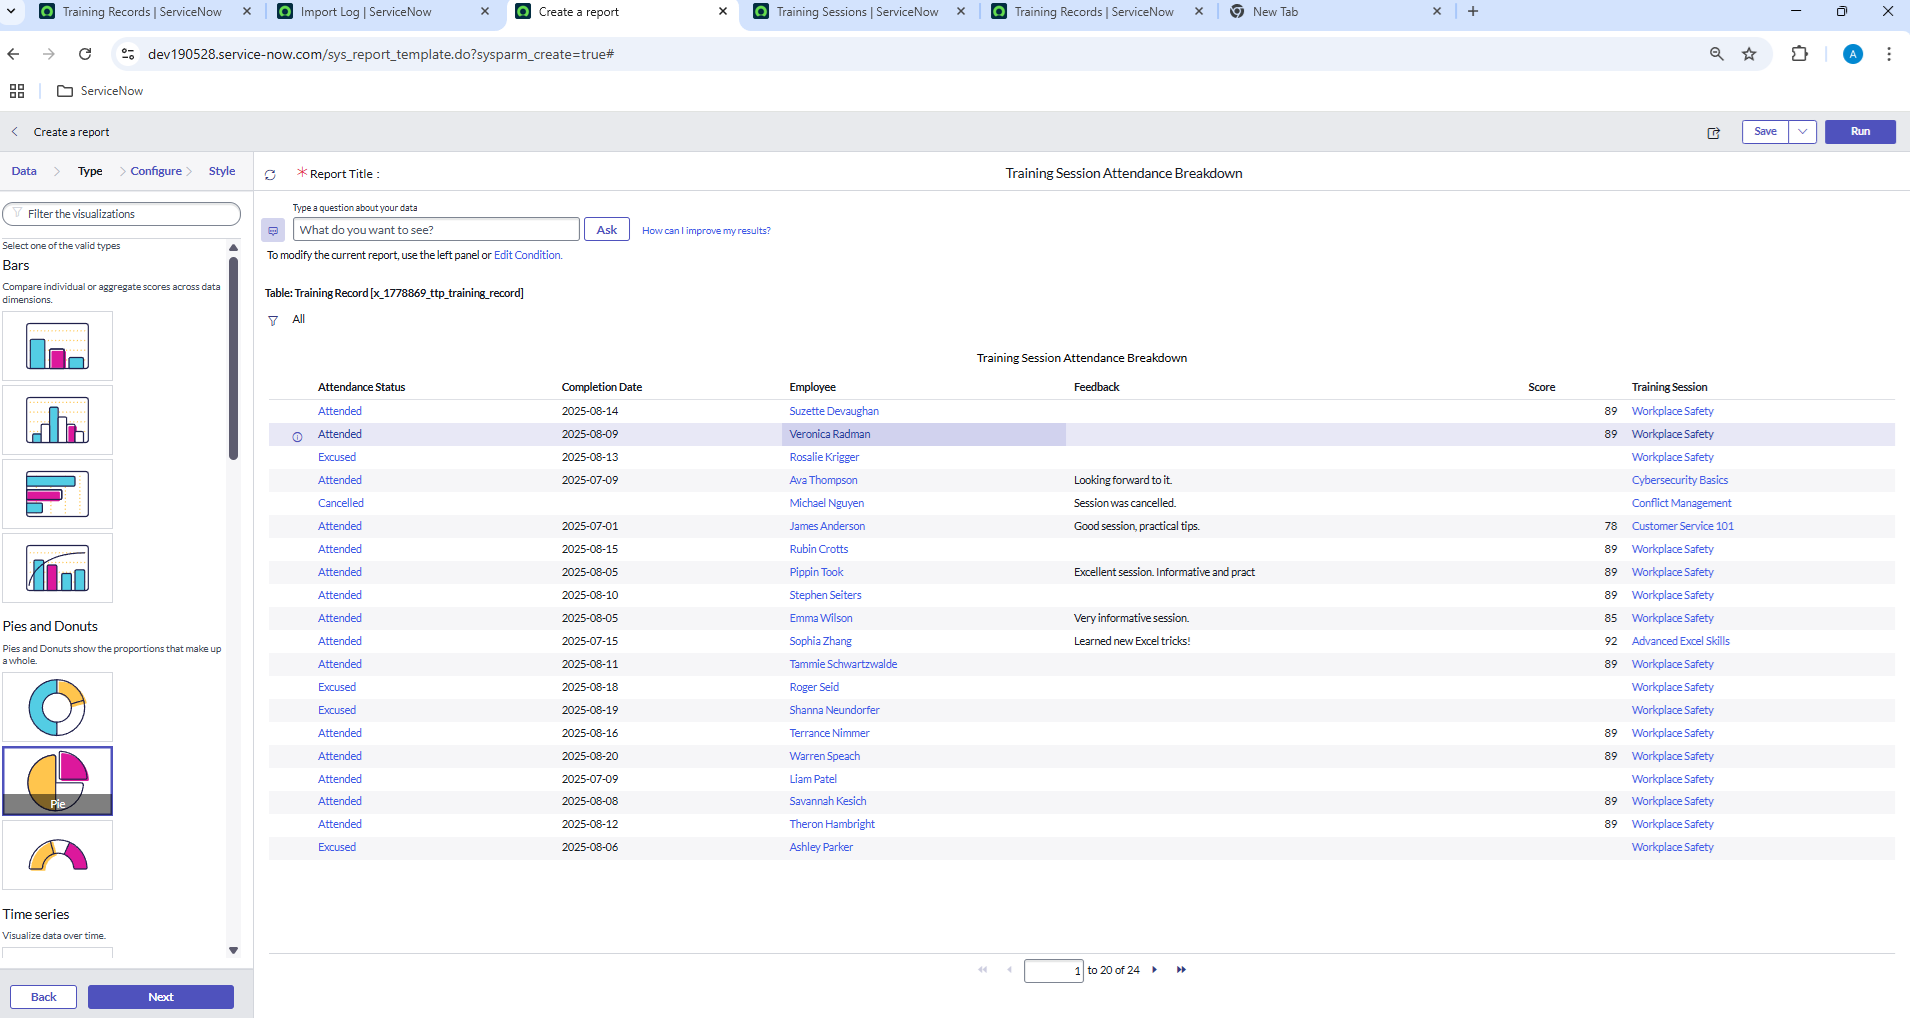 Training Records | ServiceNow
Import Log | ServiceNow
Create a report
Training Sessions | ServiceNow
Training Records | ServiceNow
New Tab
dev190528.service-now.com/sys_report_template.do?sysparm_create=true#
A
ServiceNow
Create a report
Save
Run
Data
Type
Configure
Style
* Report Title :
Training Session Attendance Breakdown
Filter the visualizations
Select one of the valid types
Bars
Compare individual or aggregate scores across data
dimensions.
Pies and Donuts
Pies and Donuts show the proportions that make up
a whole.
Pie
Time series
Visualize data over time.
Back
Next
Type a question about your data
What do you want to see?
Ask
How can I improve my results?
To modify the current report, use the left panel or Edit Condition.
Table: Training Record [x_1778869_ttp_training_record]
All
Training Session Attendance Breakdown
Attendance Status Completion Date Employee Feedback Score Training Session
Attended 2025-08-14 Suzette Devaughan 89 Workplace Safety
Attended 2025-08-09 Veronica Radman 89 Workplace Safety
Excused 2025-08-13 Rosalie Krigger Workplace Safety
Attended 2025-07-09 Ava Thompson Looking forward to it. Cybersecurity Basics
Cancelled Michael Nguyen Session was cancelled. Conflict Management
Attended 2025-07-01 James Anderson Good session, practical tips. 78 Customer Service 101
Attended 2025-08-15 Rubin Crotts 89 Workplace Safety
Attended 2025-08-05 Pippin Took Excellent session. Informative and pract 89 Workplace Safety
Attended 2025-08-10 Stephen Seiters 89 Workplace Safety
Attended 2025-08-05 Emma Wilson Very informative session. 85 Workplace Safety
Attended 2025-07-15 Sophia Zhang Learned new Excel tricks! 92 Advanced Excel Skills
Attended 2025-08-11 Tammie Schwartzwalde 89 Workplace Safety
Excused 2025-08-18 Roger Seid Workplace Safety
Excused 2025-08-19 Shanna Neundorfer Workplace Safety
Attended 2025-08-16 Terrance Nimmer 89 Workplace Safety
Attended 2025-08-20 Warren Speach 89 Workplace Safety
Attended 2025-07-09 Liam Patel Workplace Safety
Attended 2025-08-08 Savannah Kesich 89 Workplace Safety
Attended 2025-08-12 Theron Hambright 89 Workplace Safety
Excused 2025-08-06 Ashley Parker Workplace Safety
1 to 20 of 24